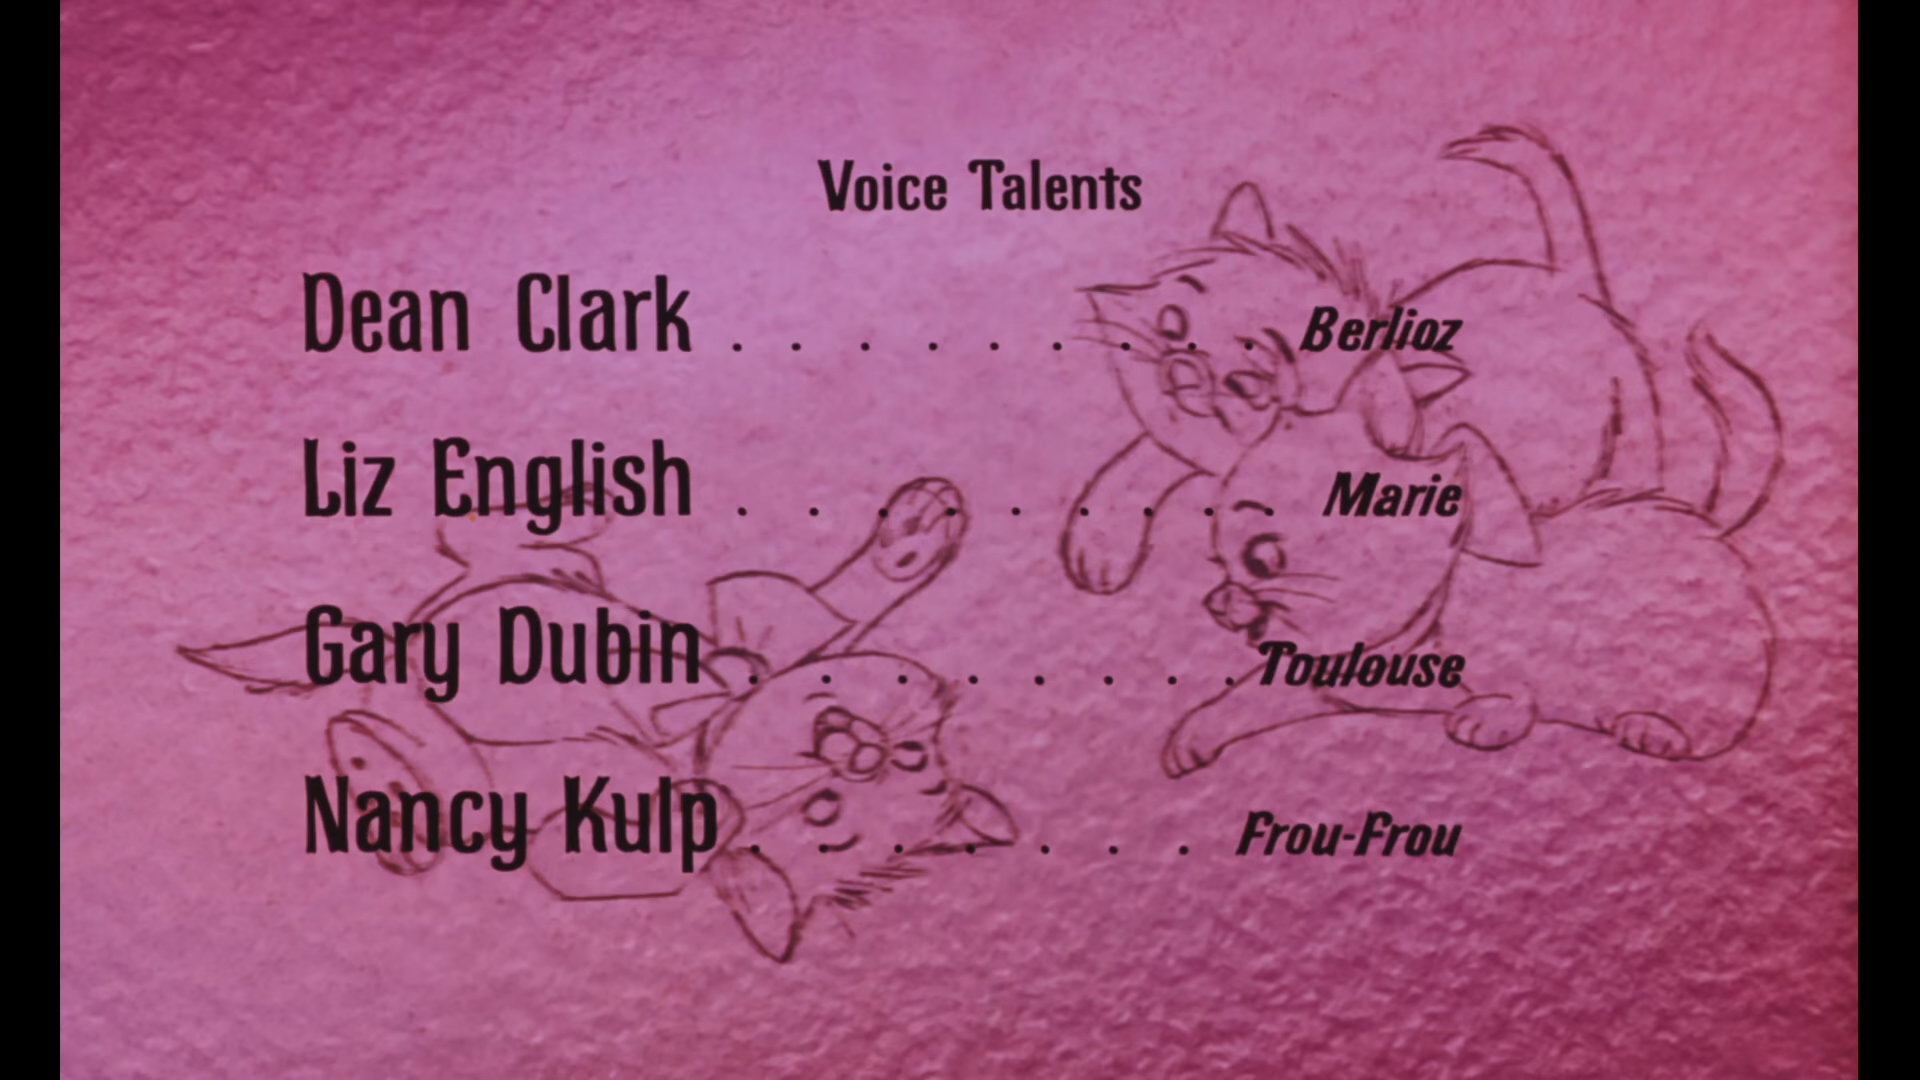 Voice Talents
Dean Clark . . . . . . . . . Berlioz
Liz English . . . . . . . . . Marie
Gary Dubin . . . . . . . . Toulouse
Nancy Kulp . . . . . . . Frou-Frou